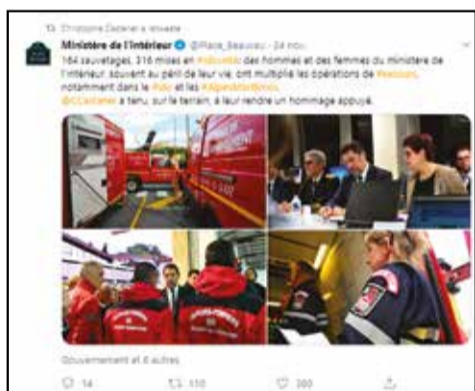 Christophe Castaner a retweeté
Ministère de l'Intérieur @Place_Beauvau · 24 nov.
164 sauvetages, 316 mises en #sécurité: des hommes et des femmes du ministère de
l'Intérieur, souvent au péril de leur vie, ont multiplié les opérations de #secours,
notamment dans le #Var et les #AlpesMaritimes.
@CCastaner a tenu, sur le terrain, à leur rendre un hommage appuyé.
Gouvernement et 6 autres
14 110 300